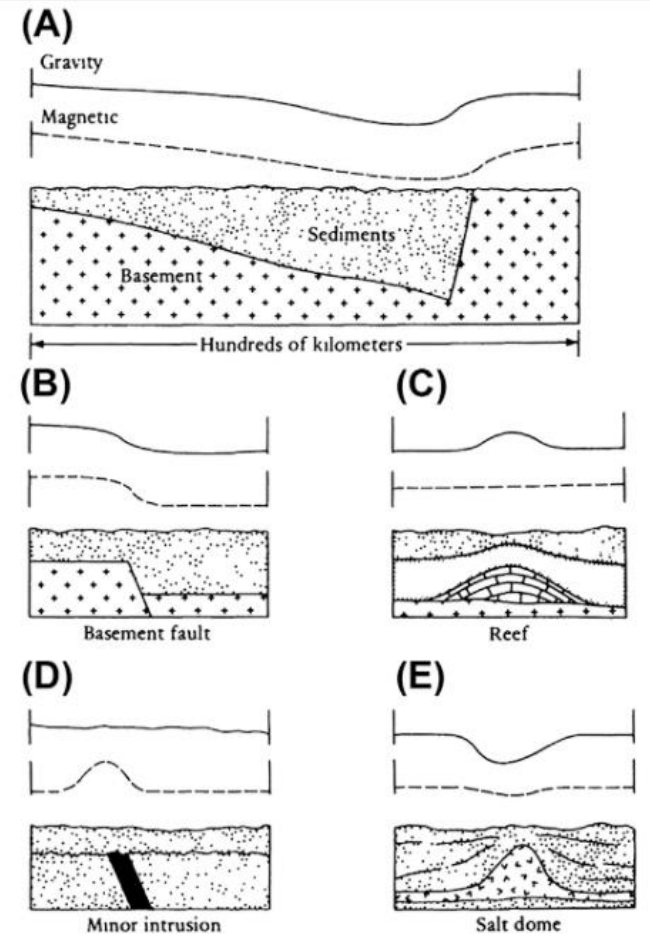 (A)
Gravity
Magnetic
Sediments
Basement
Hundreds of kilometers
(B)
(C)
Basement fault
Reef
(D)
(E)
Minor intrusion
Salt dome